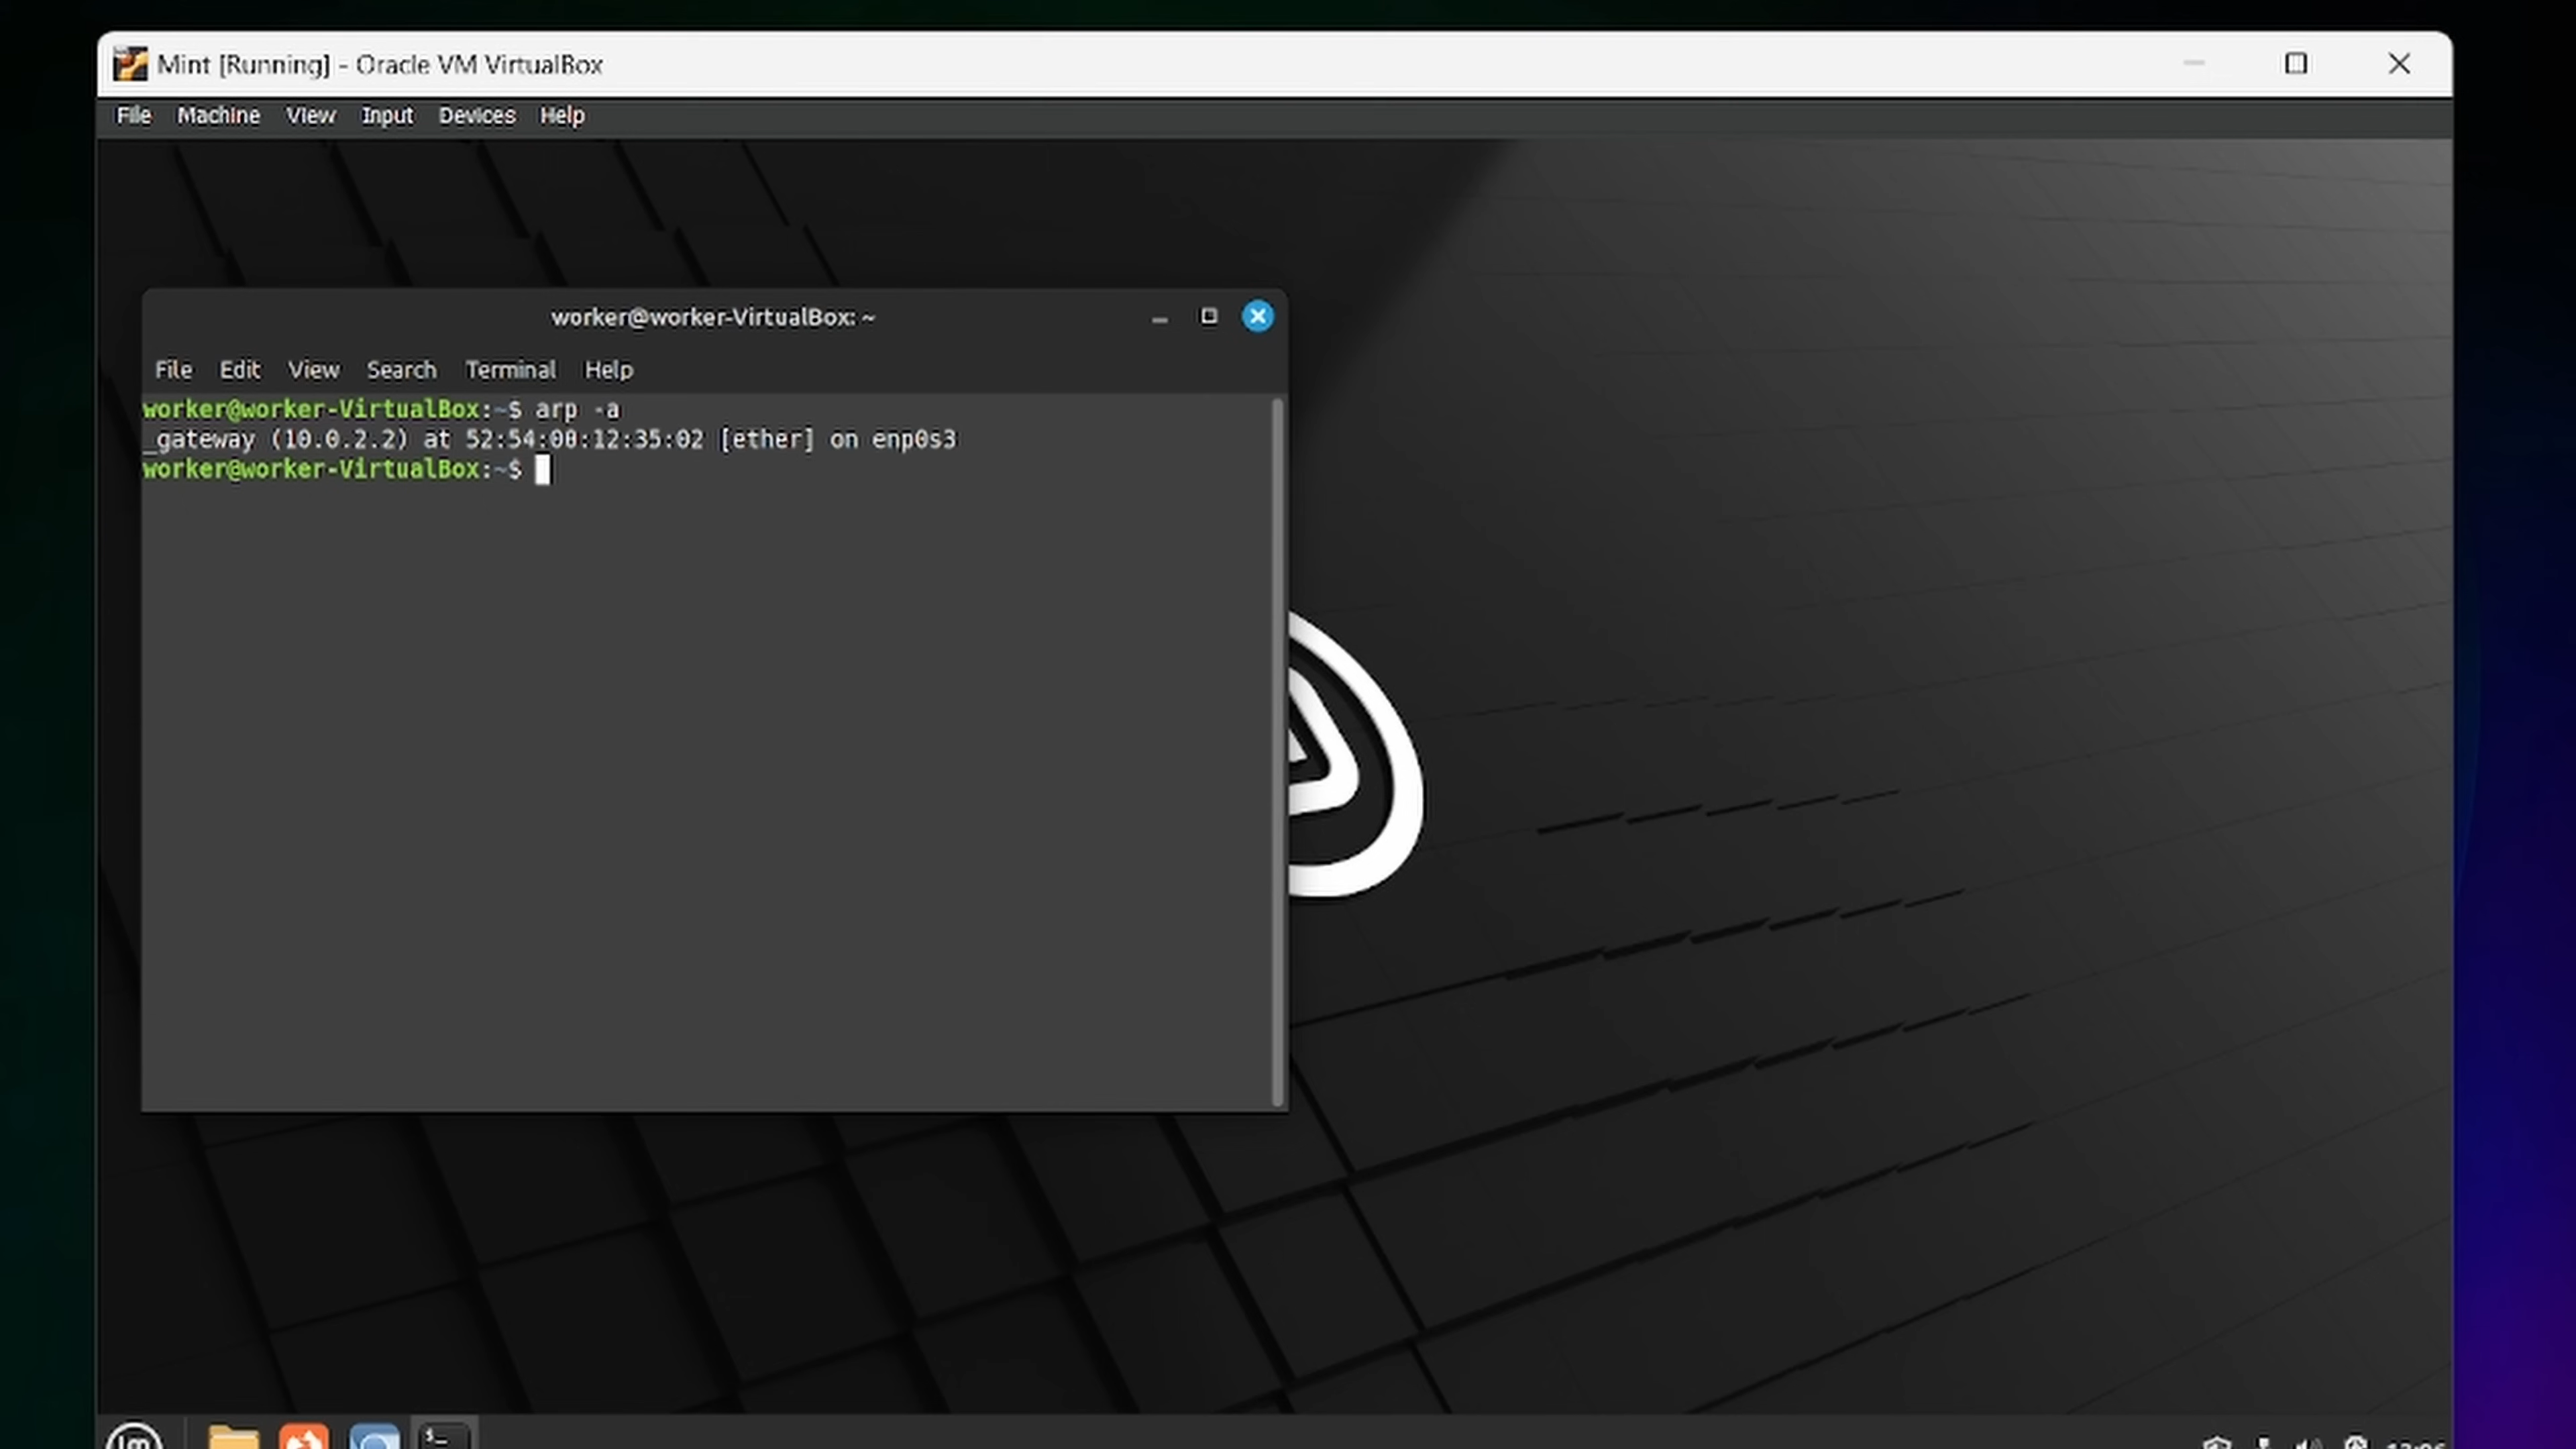 Mint [Running] - Oracle VM VirtualBox
File Machine View Input Devices Help
worker@worker-VirtualBox: ~
File Edit View Search Terminal Help
worker@worker-VirtualBox:~$ arp -a
_gateway (10.0.2.2) at 52:54:00:12:35:02 [ether] on enp0s3
worker@worker-VirtualBox:~$
$_